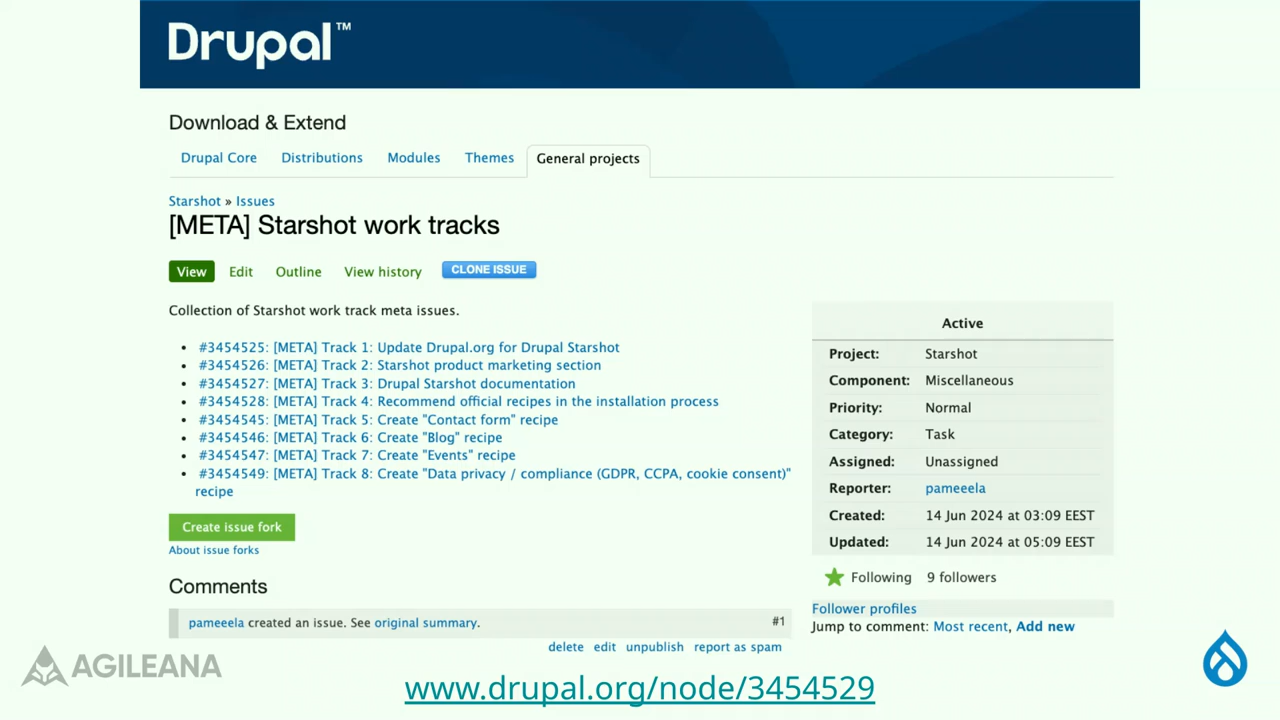 Drupal™
Download & Extend
Drupal Core
Distributions
Modules
Themes
General projects
Starshot » Issues
[META] Starshot work tracks
View
Edit
Outline
View history
CLONE ISSUE
Collection of Starshot work track meta issues.
• #3454525: [META] Track 1: Update Drupal.org for Drupal Starshot
• #3454526: [META] Track 2: Starshot product marketing section
• #3454527: [META] Track 3: Drupal Starshot documentation
• #3454528: [META] Track 4: Recommend official recipes in the installation process
• #3454545: [META] Track 5: Create "Contact form" recipe
• #3454546: [META] Track 6: Create "Blog" recipe
• #3454547: [META] Track 7: Create "Events" recipe
• #3454549: [META] Track 8: Create "Data privacy / compliance (GDPR, CCPA, cookie consent)"
recipe
Create issue fork
About issue forks
Comments
pameeela created an issue. See original summary.
#1
delete edit unpublish report as spam
Active
Project: Starshot
Component: Miscellaneous
Priority: Normal
Category: Task
Assigned: Unassigned
Reporter: pameeela
Created: 14 Jun 2024 at 03:09 EEST
Updated: 14 Jun 2024 at 05:09 EEST
Following 9 followers
Follower profiles
Jump to comment: Most recent, Add new
AGILEANA
www.drupal.org/node/3454529